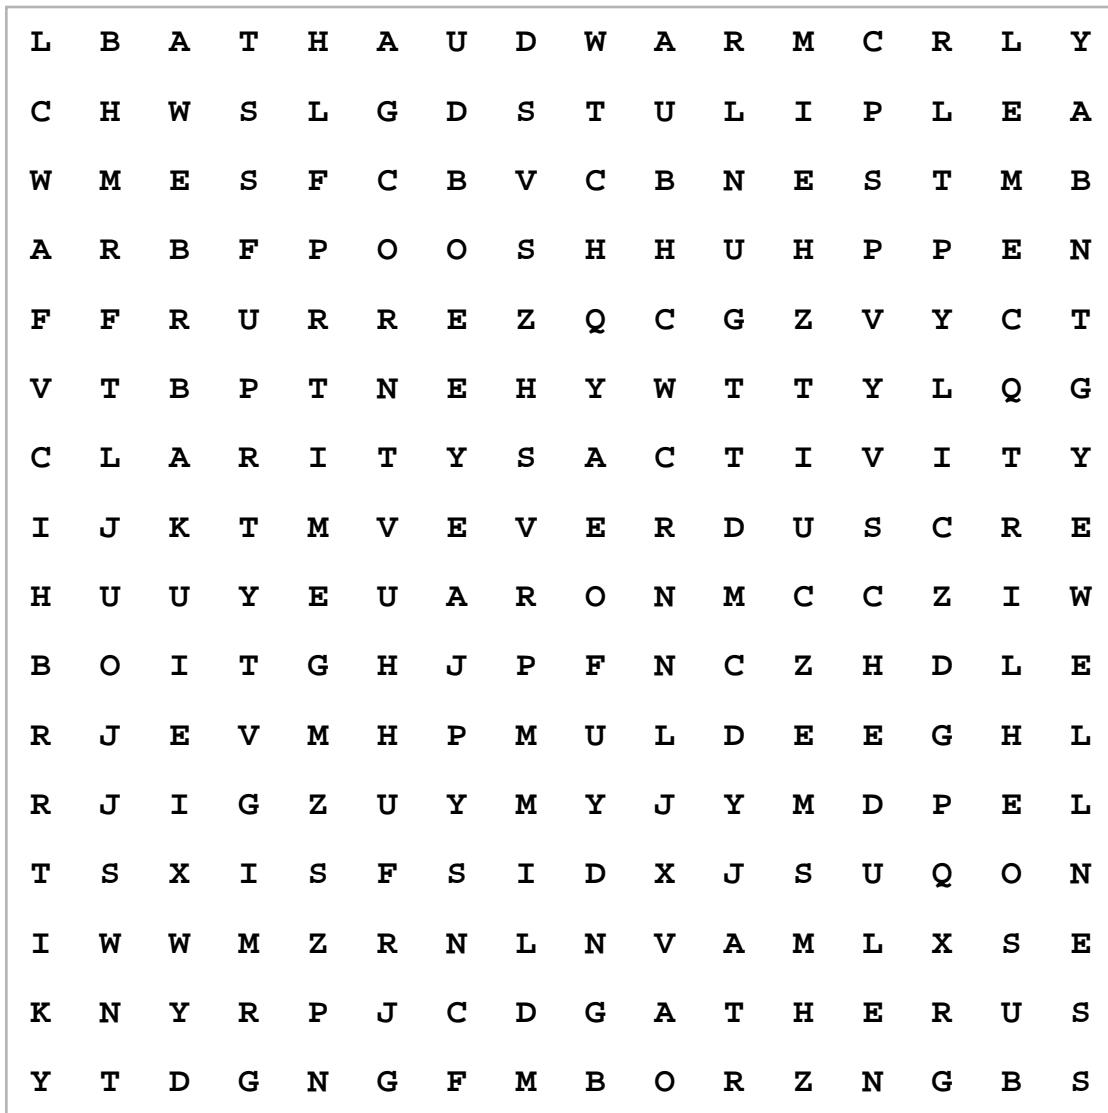 L B A T H A U D W A R M C R L Y
C H W S L G D S T U L I P L E A
W M E S F C B V C B N E S T M B
A R B F P O O S H H U H P P E N
F F R U R R E Z Q C G Z V Y C T
V T B P T N E H Y W T T Y L Q G
C L A R I T Y S A C T I V I T Y
I J K T M V E V E R D U S C R E
H U U Y E U A R O N M C C Z I W
B O I T G H J P F N C Z H D L E
R J E V M H P M U L D E E G H L
R J I G Z U Y M Y J Y M D P E L
T S X I S F S I D X J S U Q O N
I W W M Z R N L N V A M L X S E
K N Y R P J C D G A T H E R U S
Y T D G N G F M B O R Z N G B S